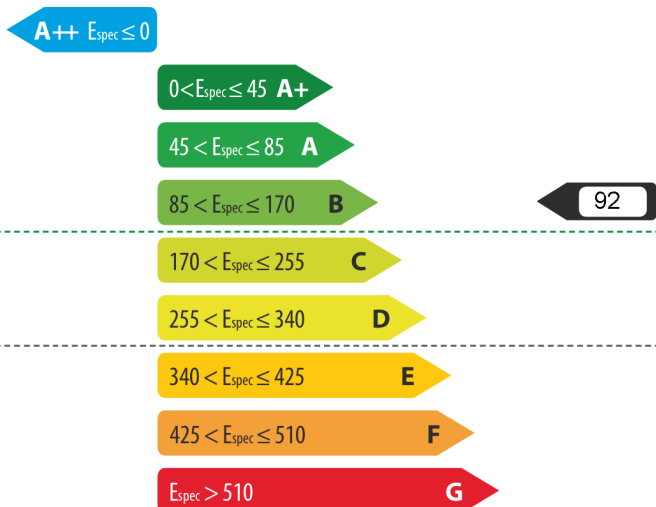 A++ Espec ≤ 0
0<Espec ≤ 45 A+
45 < Espec ≤ 85 A
85 < Espec ≤ 170 B
92
170 < Espec ≤ 255 C
255 < Espec ≤ 340 D
340 < Espec ≤ 425 E
425 < Espec ≤ 510 F
Espec > 510 G